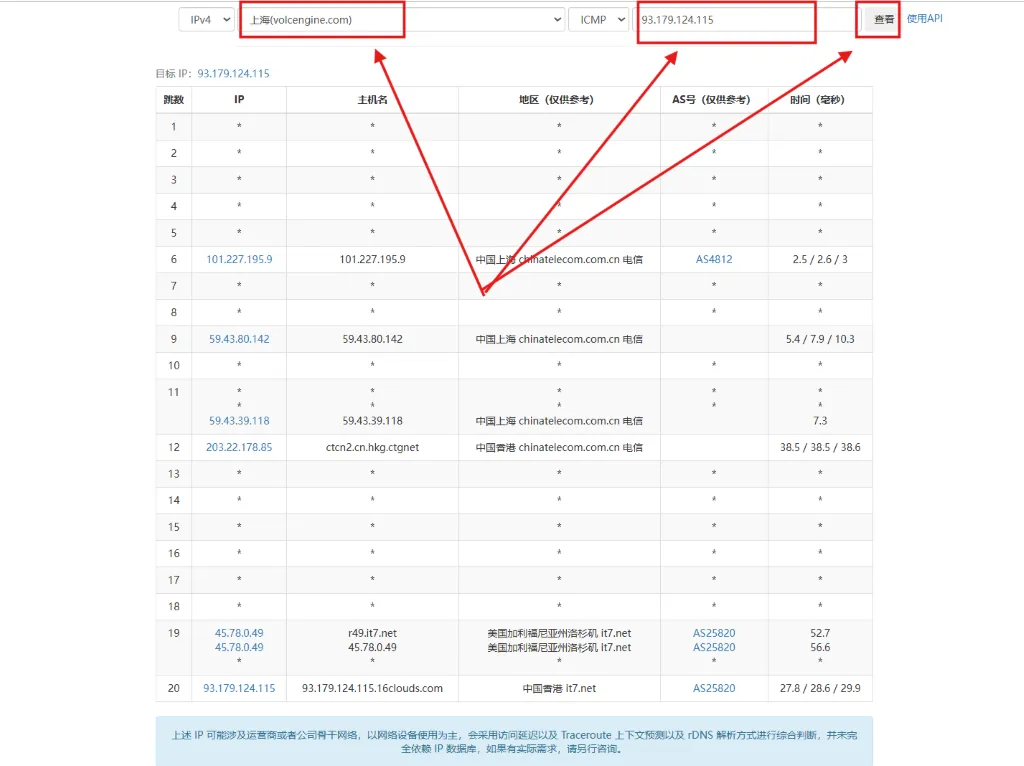 IPv4 上海(volcengine.com) ICMP 93.179.124.115 查看 使用API
目标 IP: 93.179.124.115
跳数 IP 主机名 地区（仅供参考） AS号（仅供参考） 时间（毫秒）
1 * * * * *
2 * * * * *
3 * * * * *
4 * * * * *
5 * * * * *
6 101.227.195.9 101.227.195.9 中国上海 chinatelecom.com.cn 电信 AS4812 2.5 / 2.6 / 3
7 * * * * *
8 * * * * *
9 59.43.80.142 59.43.80.142 中国上海 chinatelecom.com.cn 电信 5.4 / 7.9 / 10.3
10 * * * * *
11 * * * * *
* * * * *
59.43.39.118 59.43.39.118 中国上海 chinatelecom.com.cn 电信 7.3
12 203.22.178.85 ctcn2.cn.hkg.ctgnet 中国香港 chinatelecom.com.cn 电信 38.5 / 38.5 / 38.6
13 * * * * *
14 * * * * *
15 * * * * *
16 * * * * *
17 * * * * *
18 * * * * *
19 45.78.0.49 r49.it7.net 美国加利福尼亚州洛杉矶 it7.net AS25820 52.7
45.78.0.49 45.78.0.49 美国加利福尼亚州洛杉矶 it7.net AS25820 56.6
* * * * *
20 93.179.124.115 93.179.124.115.16clouds.com 中国香港 it7.net AS25820 27.8 / 28.6 / 29.9
上述 IP 可能涉及运营商或者公司骨干网络，以网络设备使用为主，会采用访问延迟以及 Traceroute 上下文预测以及 rDNS 解析方式进行综合判断，并未完
全依赖 IP 数据库，如果有实际需求，请另行咨询。